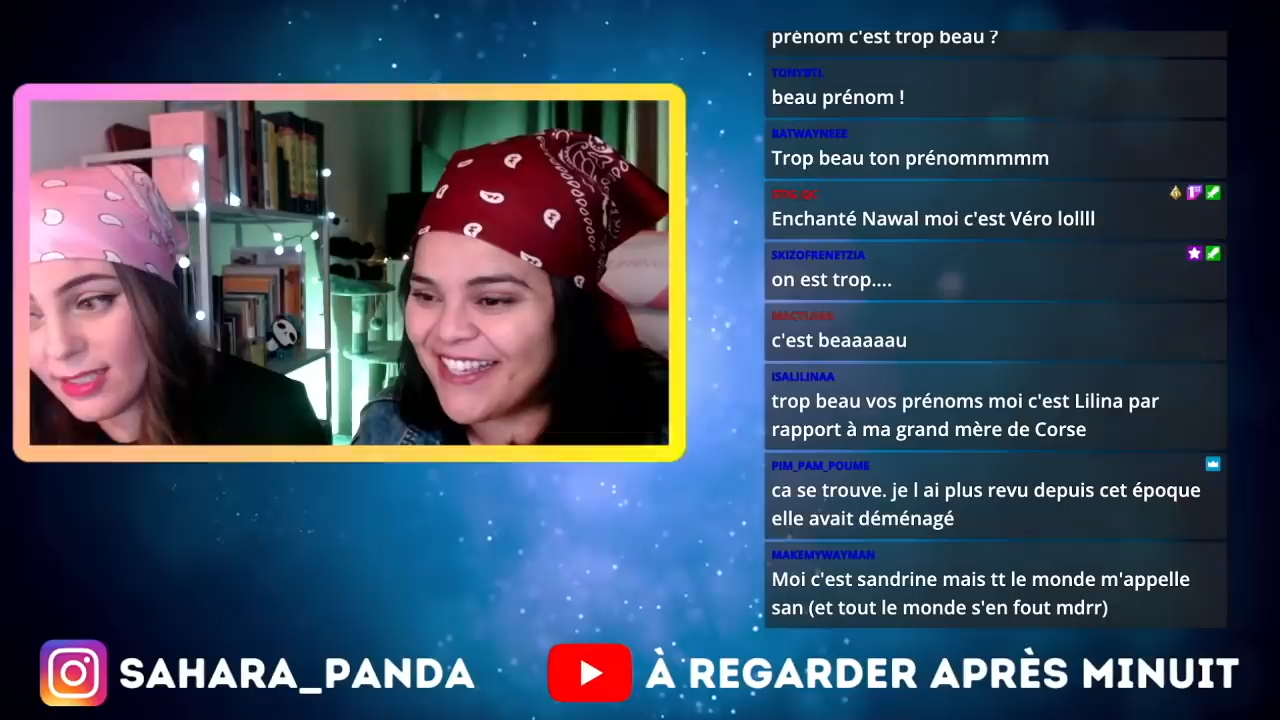 prénom c'est trop beau ?
TONYBTL
beau prénom !
BATWAYNEEE
Trop beau ton prénommmmm
Enchanté Nawal moi c'est Véro lollll
SKIZOFRENETZIA
on est trop....
c'est beaaaaau
ISALILINAA
trop beau vos prénoms moi c'est Lilina par
rapport à ma grand mère de Corse
PIM_PAM_POUME
ca se trouve. je l ai plus revu depuis cet époque
elle avait déménagé
MAKEMYWAYMAN
Moi c'est sandrine mais tt le monde m'appelle
san (et tout le monde s'en fout mdrr)
SAHARA_PANDA
À REGARDER APRÈS MINUIT